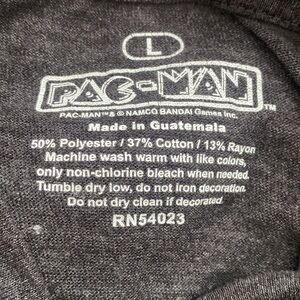 L
PAC-MAN™
PAC-MAN™& © NAMCO BANDAI Games Inc.
Made in Guatemala
50% Polyester / 37% Cotton / 13% Rayon
Machine wash warm with like colors,
only non-chlorine bleach when needed.
Tumble dry low, do not iron decoration.
Do not dry clean if decorated
RN54023